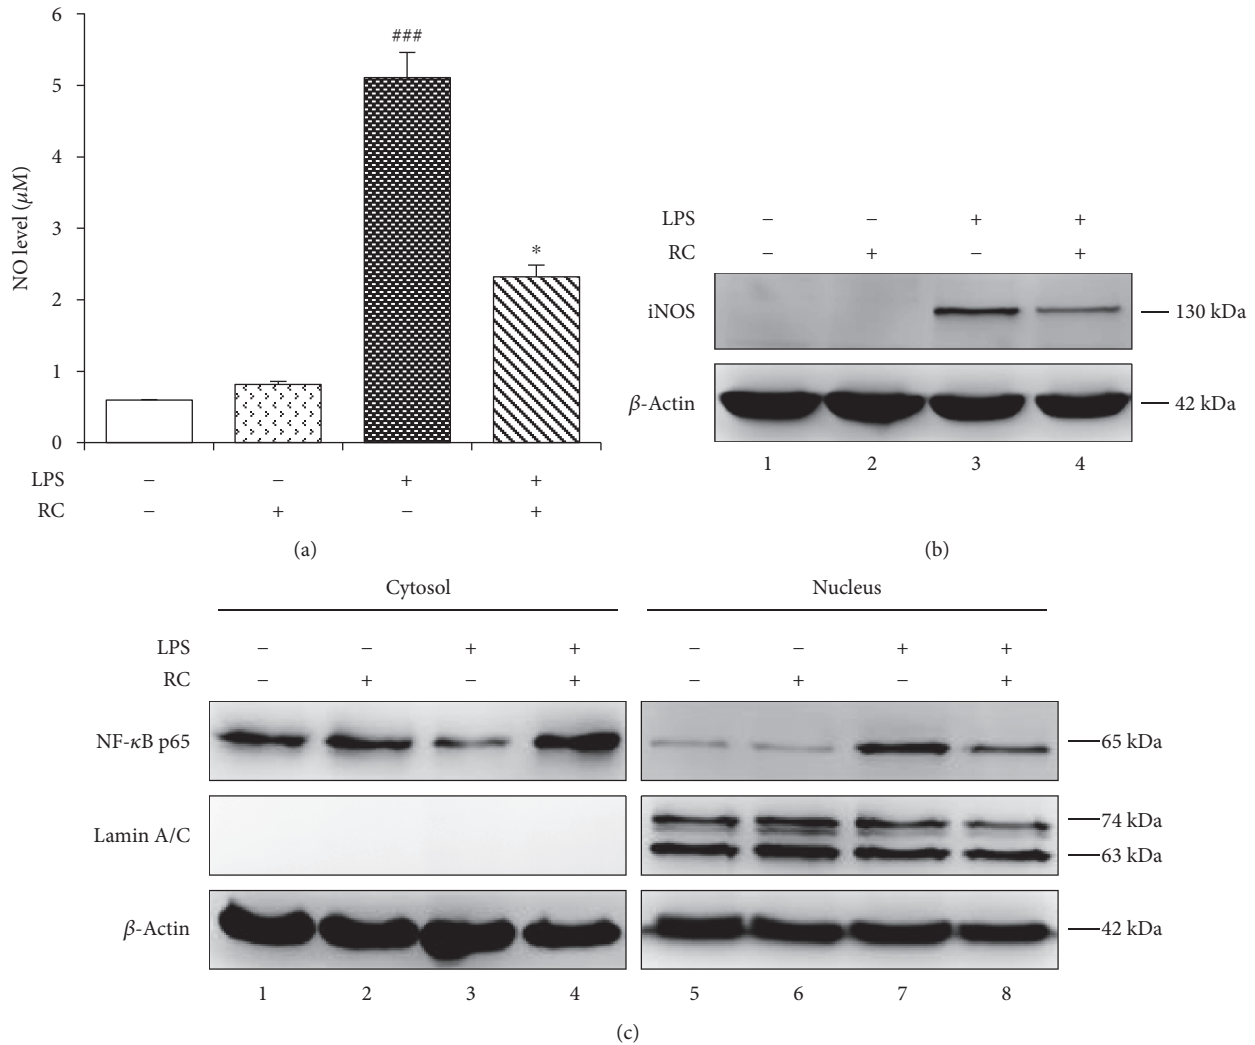 6
5
4
3
2
1
0
NO level (μM)
###
*
LPS − − + +
RC − + − +
(a)
LPS − − + +
RC − + − +
iNOS 130 kDa
β-Actin 42 kDa
1 2 3 4
(b)
Cytosol Nucleus
LPS − − + + − − + +
RC − + − + − + − +
NF-κB p65 65 kDa
Lamin A/C 74 kDa
63 kDa
β-Actin 42 kDa
1 2 3 4 5 6 7 8
(c)